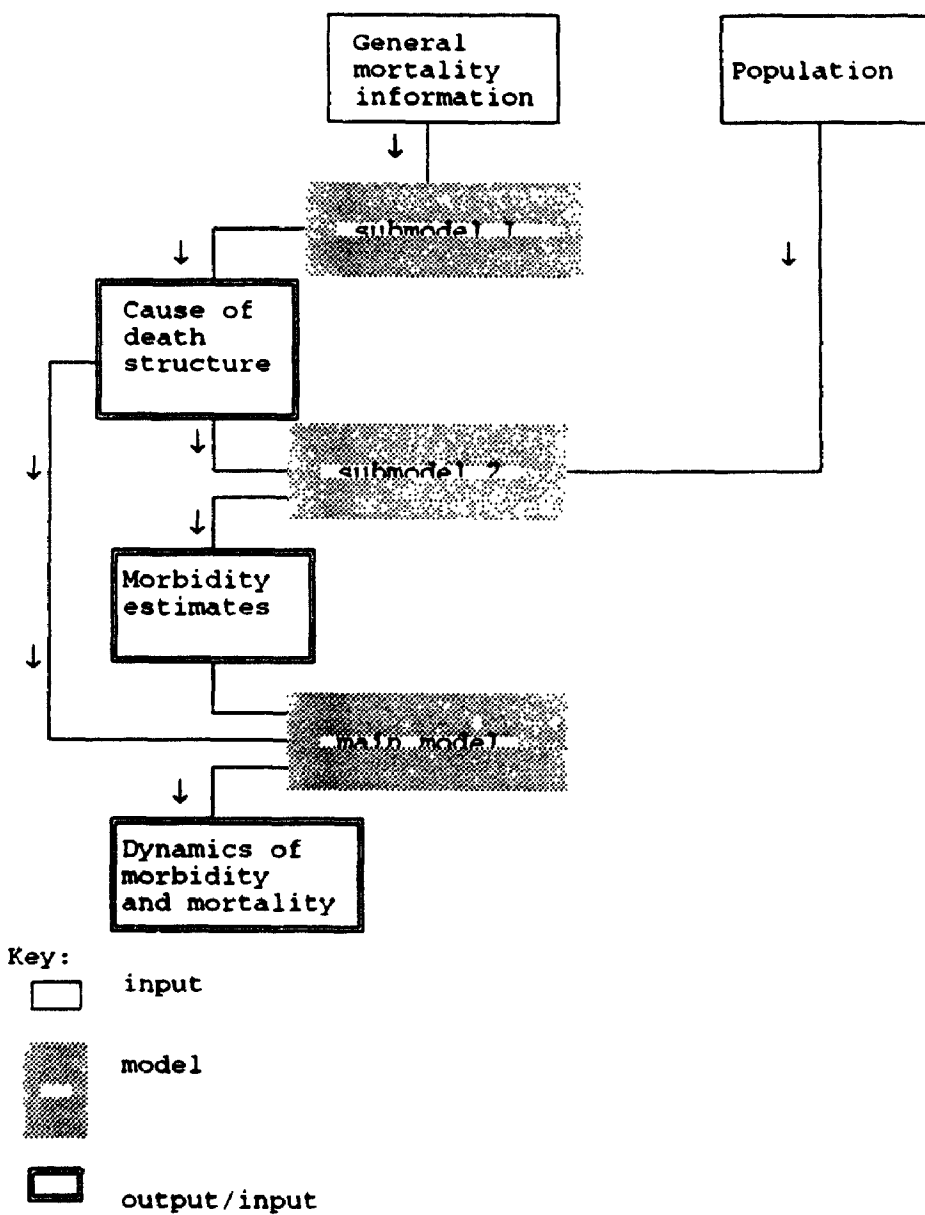 General
mortality
information
Population
submodel 1
Cause of
death
structure
submodel 2
Morbidity
estimates
main model
Dynamics of
morbidity
and mortality
Key:
input
model
output/input